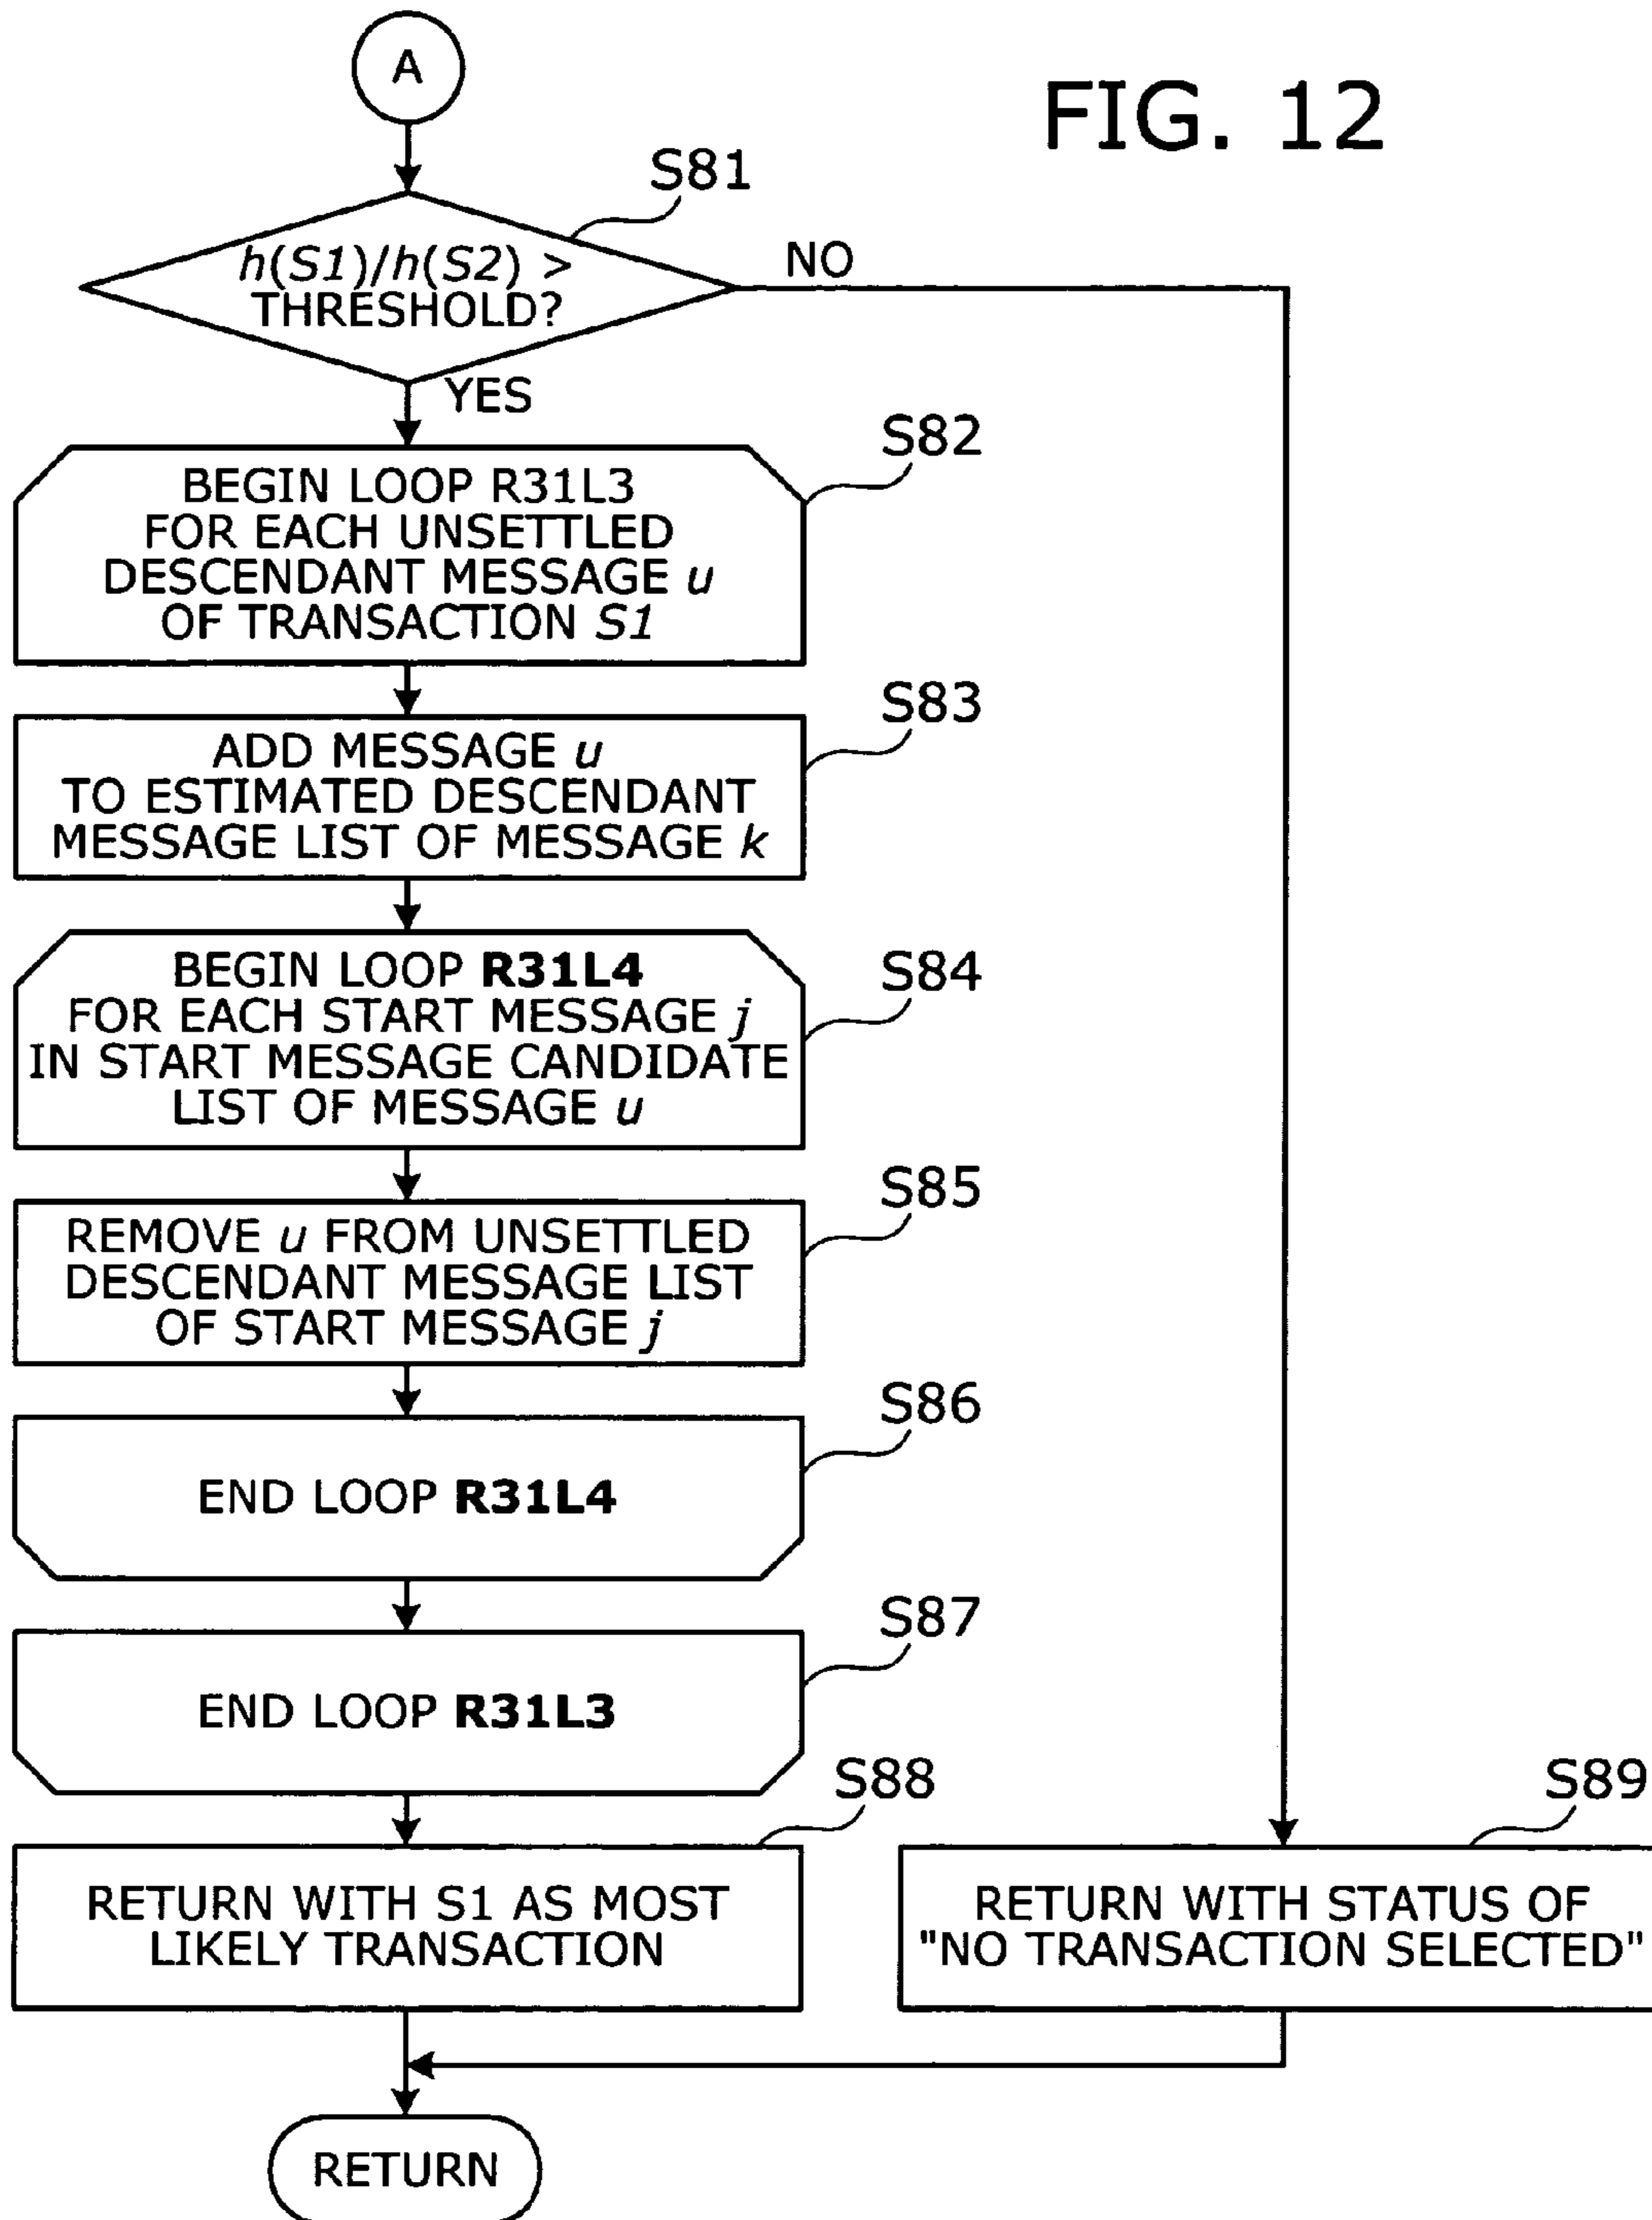 A
FIG. 12
S81
h(S1)/h(S2) >
THRESHOLD?
NO
YES
S82
BEGIN LOOP R31L3
FOR EACH UNSETTLED
DESCENDANT MESSAGE u
OF TRANSACTION S1
S83
ADD MESSAGE u
TO ESTIMATED DESCENDANT
MESSAGE LIST OF MESSAGE k
S84
BEGIN LOOP R31L4
FOR EACH START MESSAGE j
IN START MESSAGE CANDIDATE
LIST OF MESSAGE u
S85
REMOVE u FROM UNSETTLED
DESCENDANT MESSAGE LIST
OF START MESSAGE j
S86
END LOOP R31L4
S87
END LOOP R31L3
S88
RETURN WITH S1 AS MOST
LIKELY TRANSACTION
S89
RETURN WITH STATUS OF
"NO TRANSACTION SELECTED"
RETURN